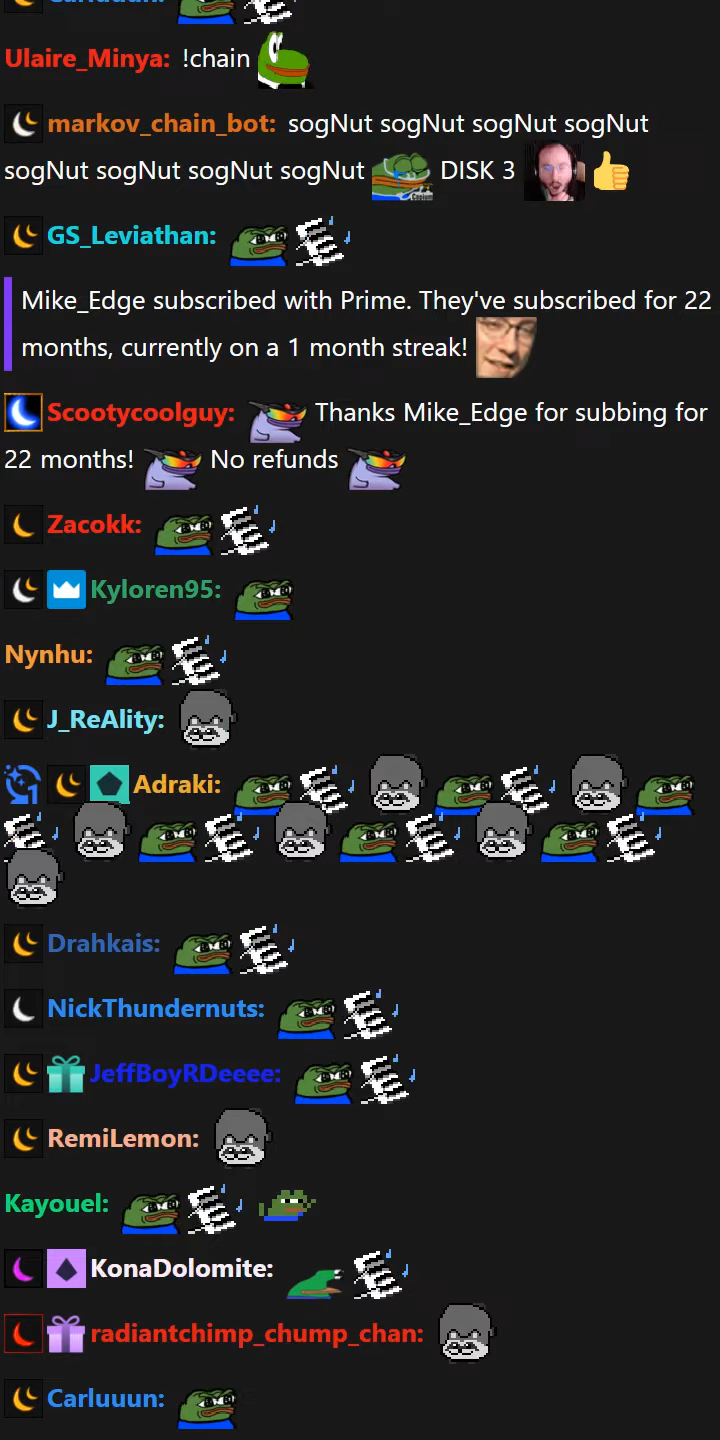 Carluuun:
Ulaire_Minya: !chain
markov_chain_bot: sogNut sogNut sogNut sogNut
sogNut sogNut sogNut sogNut DISK 3
GS_Leviathan:
Mike_Edge subscribed with Prime. They've subscribed for 22
months, currently on a 1 month streak!
Scootycoolguy: Thanks Mike_Edge for subbing for
22 months! No refunds
Zacokk:
Kyloren95:
Nynhu:
J_ReAlity:
Adraki:
Drahkais:
NickThundernuts:
JeffBoyRDeeee:
RemiLemon:
Kayouel:
KonaDolomite:
radiantchimp_chump_chan:
Carluuun: